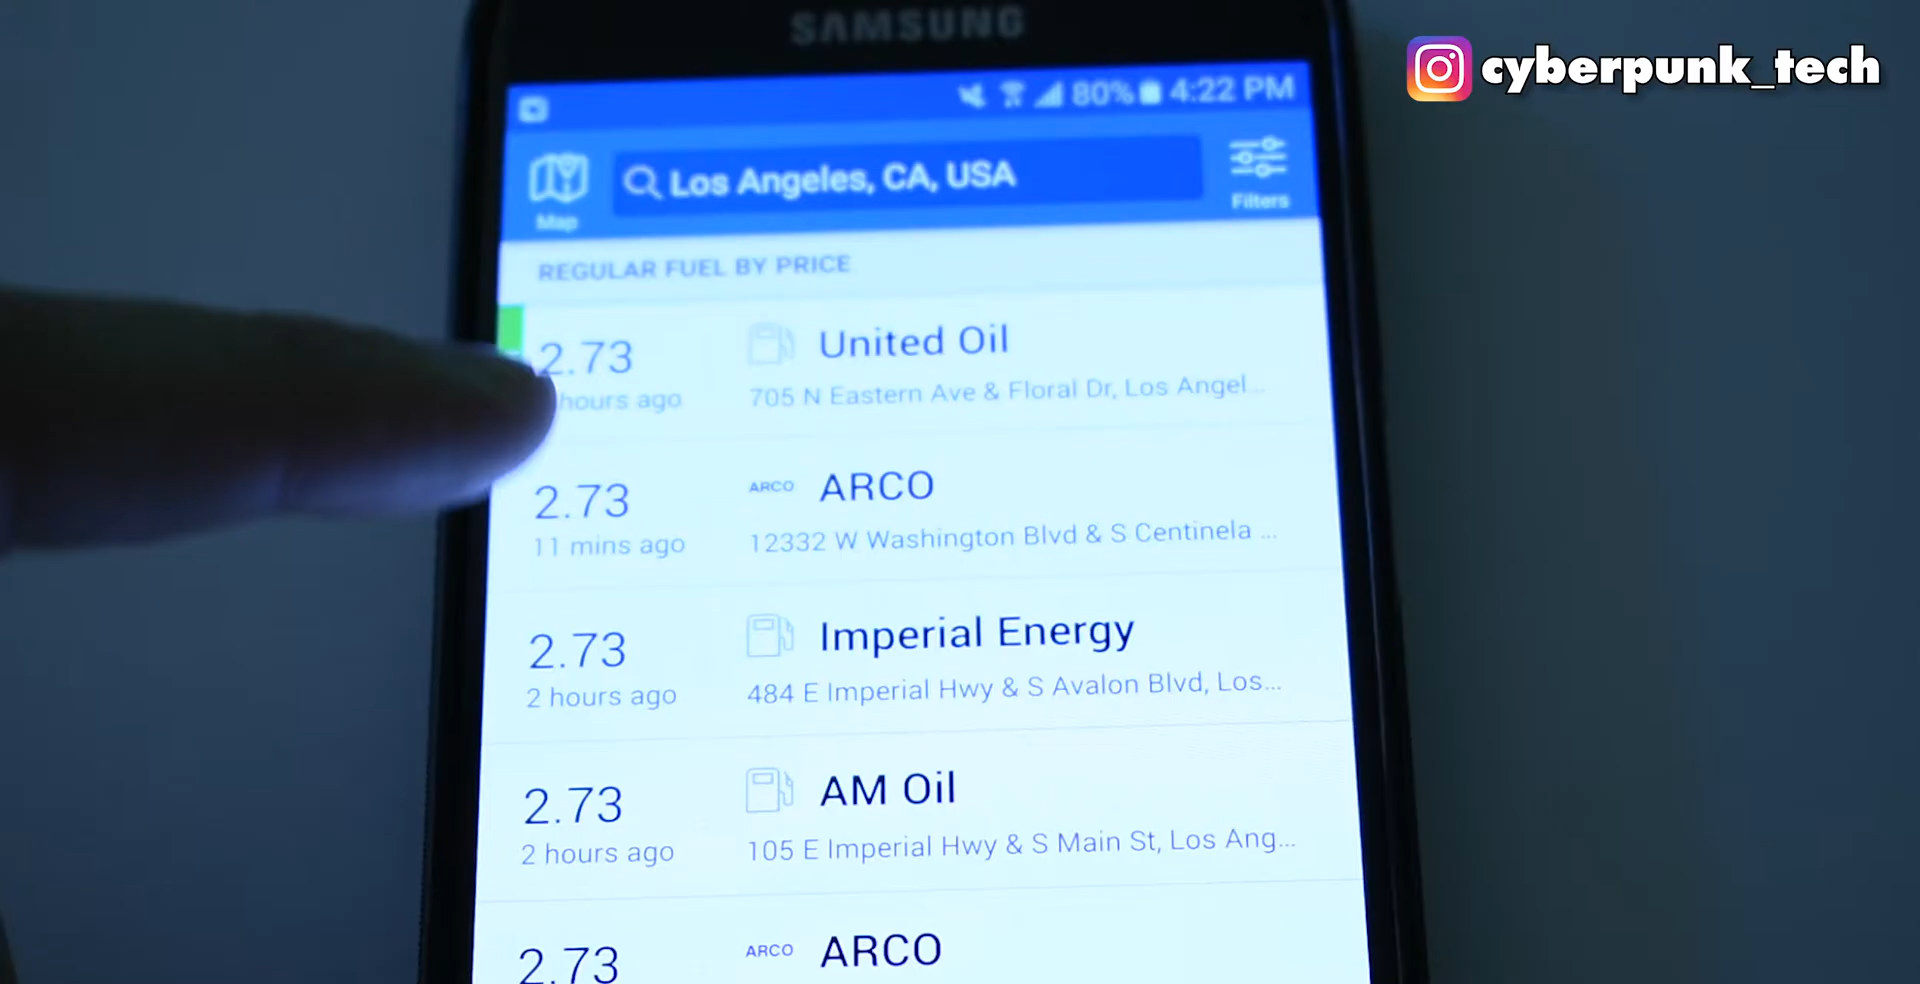 SAMSUNG
cyberpunk_tech
80% 4:22 PM
Map
Los Angeles, CA, USA
Filters
REGULAR FUEL BY PRICE
2.73
United Oil
hours ago
705 N Eastern Ave & Floral Dr, Los Angel...
2.73
ARCO
ARCO
11 mins ago
12332 W Washington Blvd & S Centinela ...
2.73
Imperial Energy
2 hours ago
484 E Imperial Hwy & S Avalon Blvd, Los...
2.73
AM Oil
2 hours ago
105 E Imperial Hwy & S Main St, Los Ang...
2.73
ARCO
ARCO